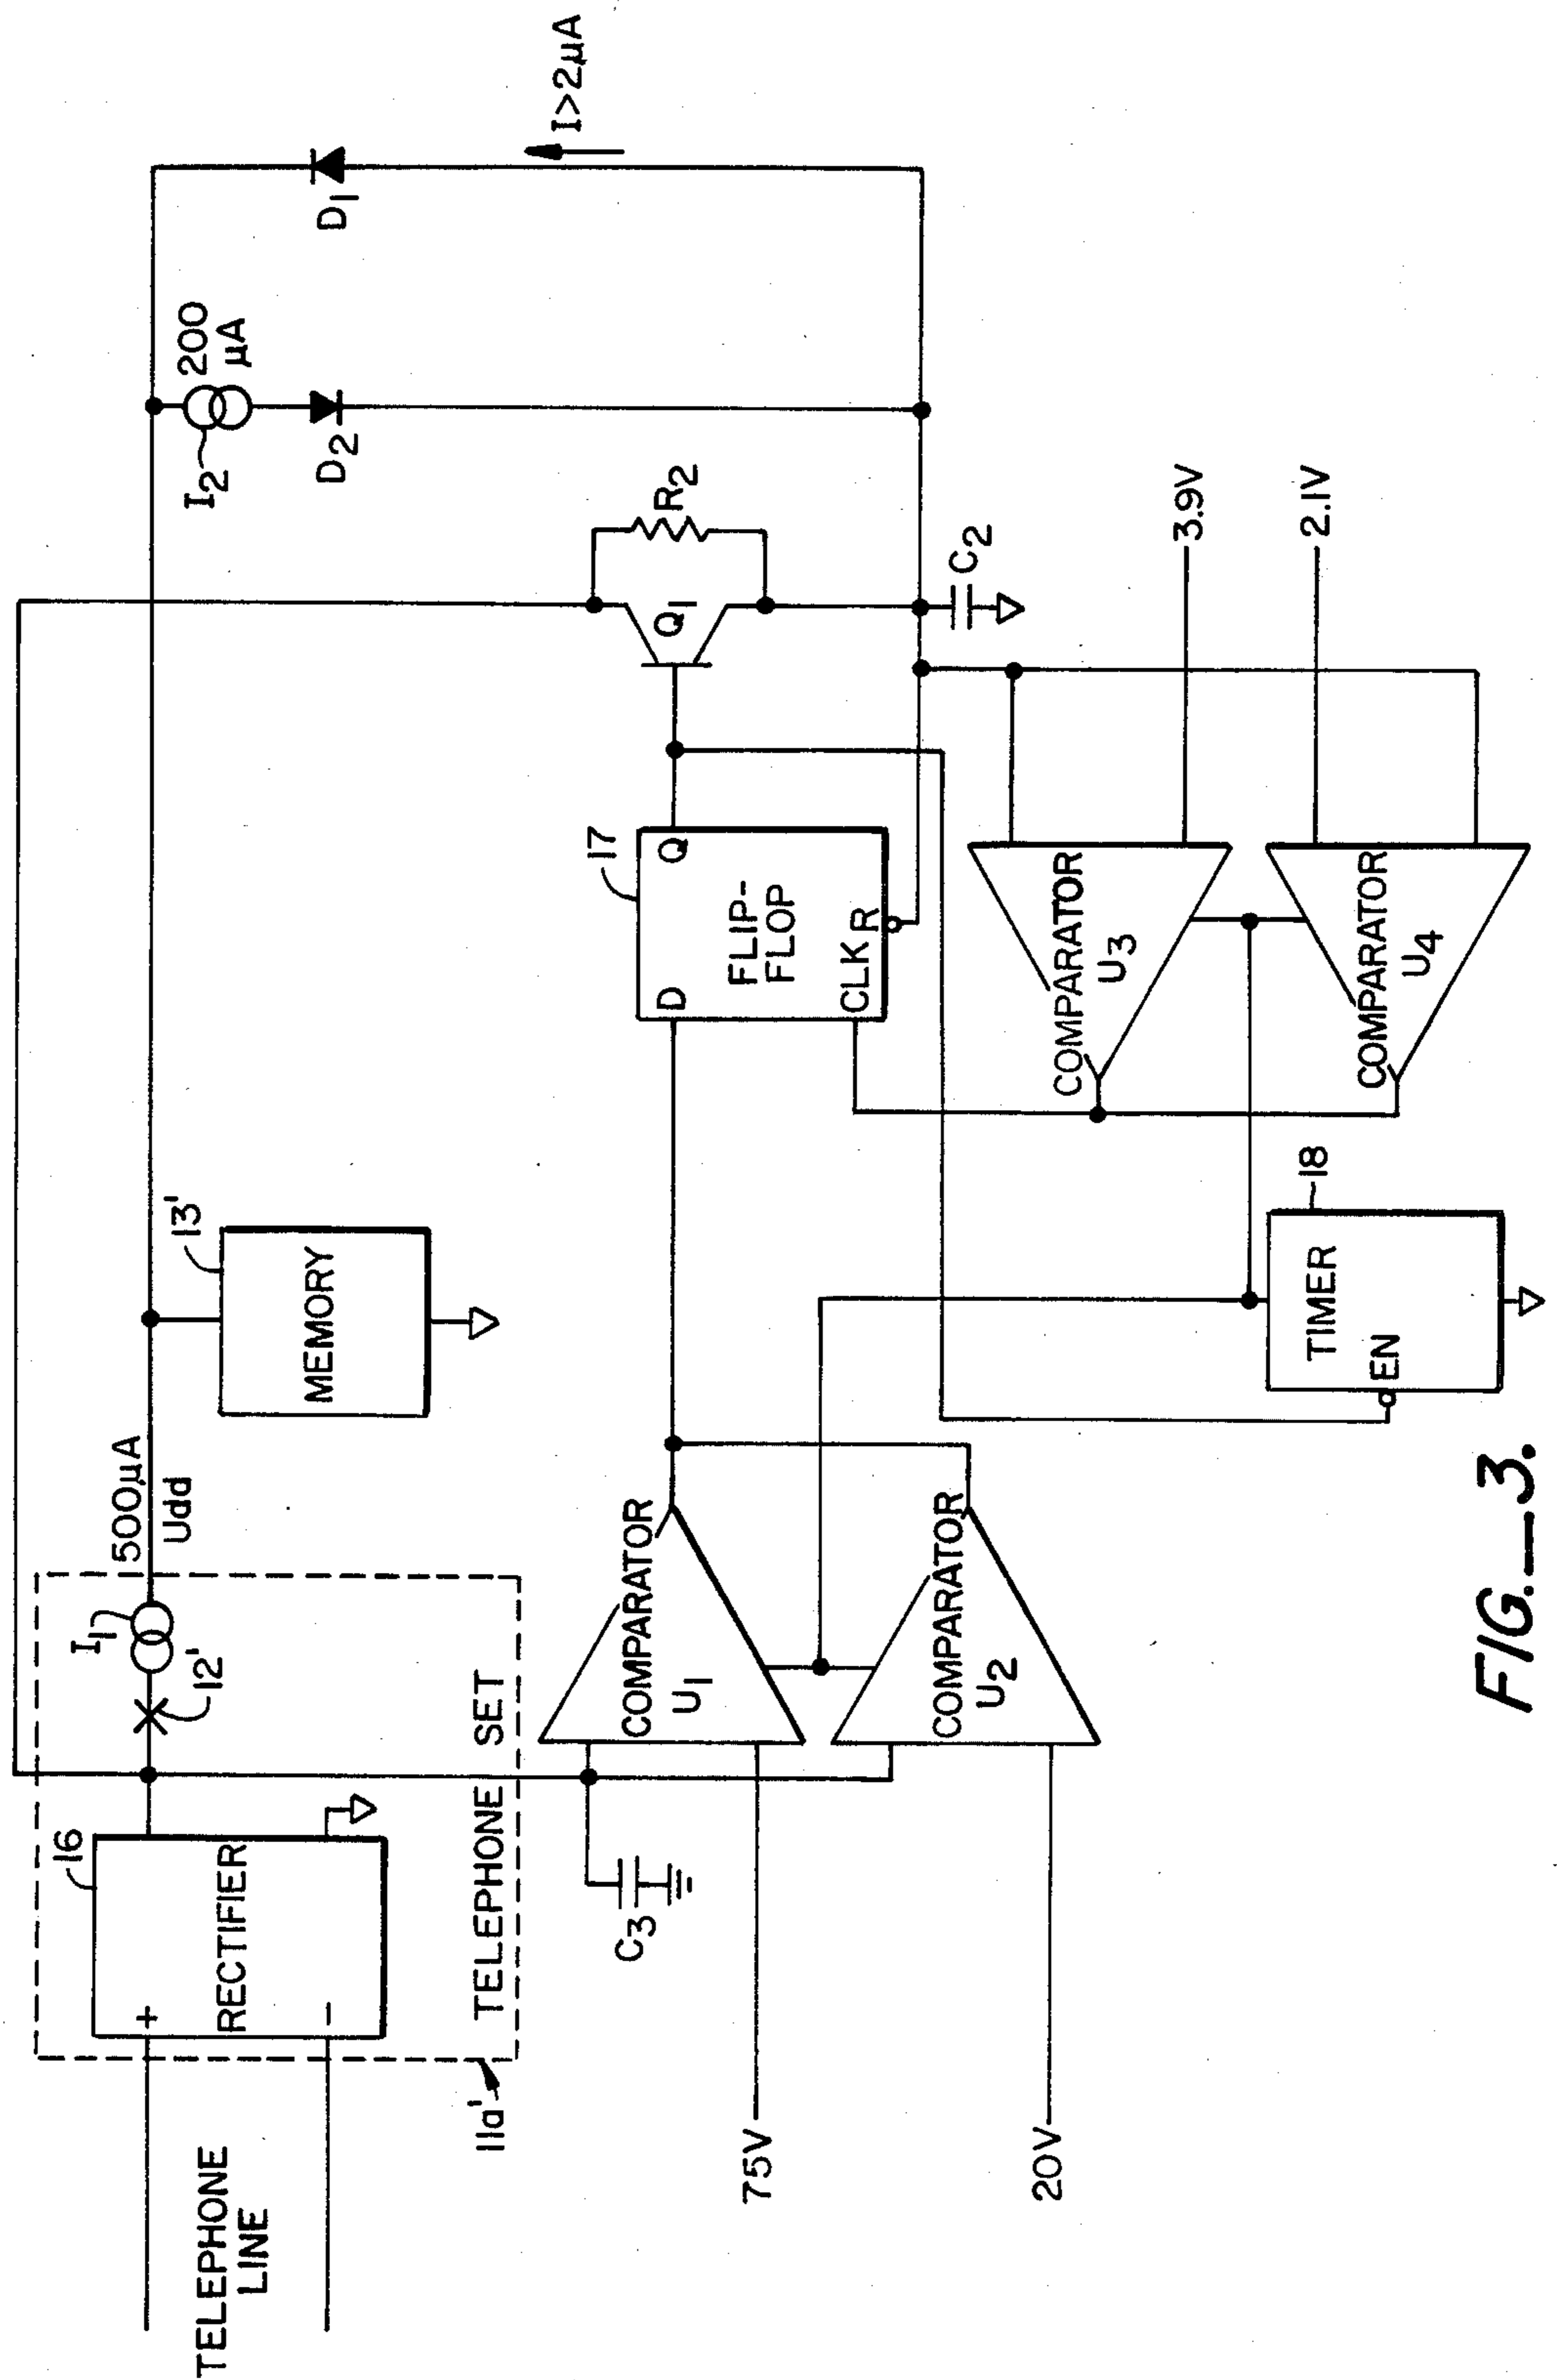 TELEPHONE
LINE
16
+
RECTIFIER
−
11a'
TELEPHONE SET
I1
12'
500μA
Udd
13'
MEMORY
I2
200
μA
D2
D1
I>2μA
75V
20V
C3
COMPARATOR
U1
COMPARATOR
U2
17
D
Q
FLIP-
FLOP
CLK
R
Q1
R2
C2
18
TIMER
EN
COMPARATOR
U3
COMPARATOR
U4
3.9V
2.1V
FIG.—3.